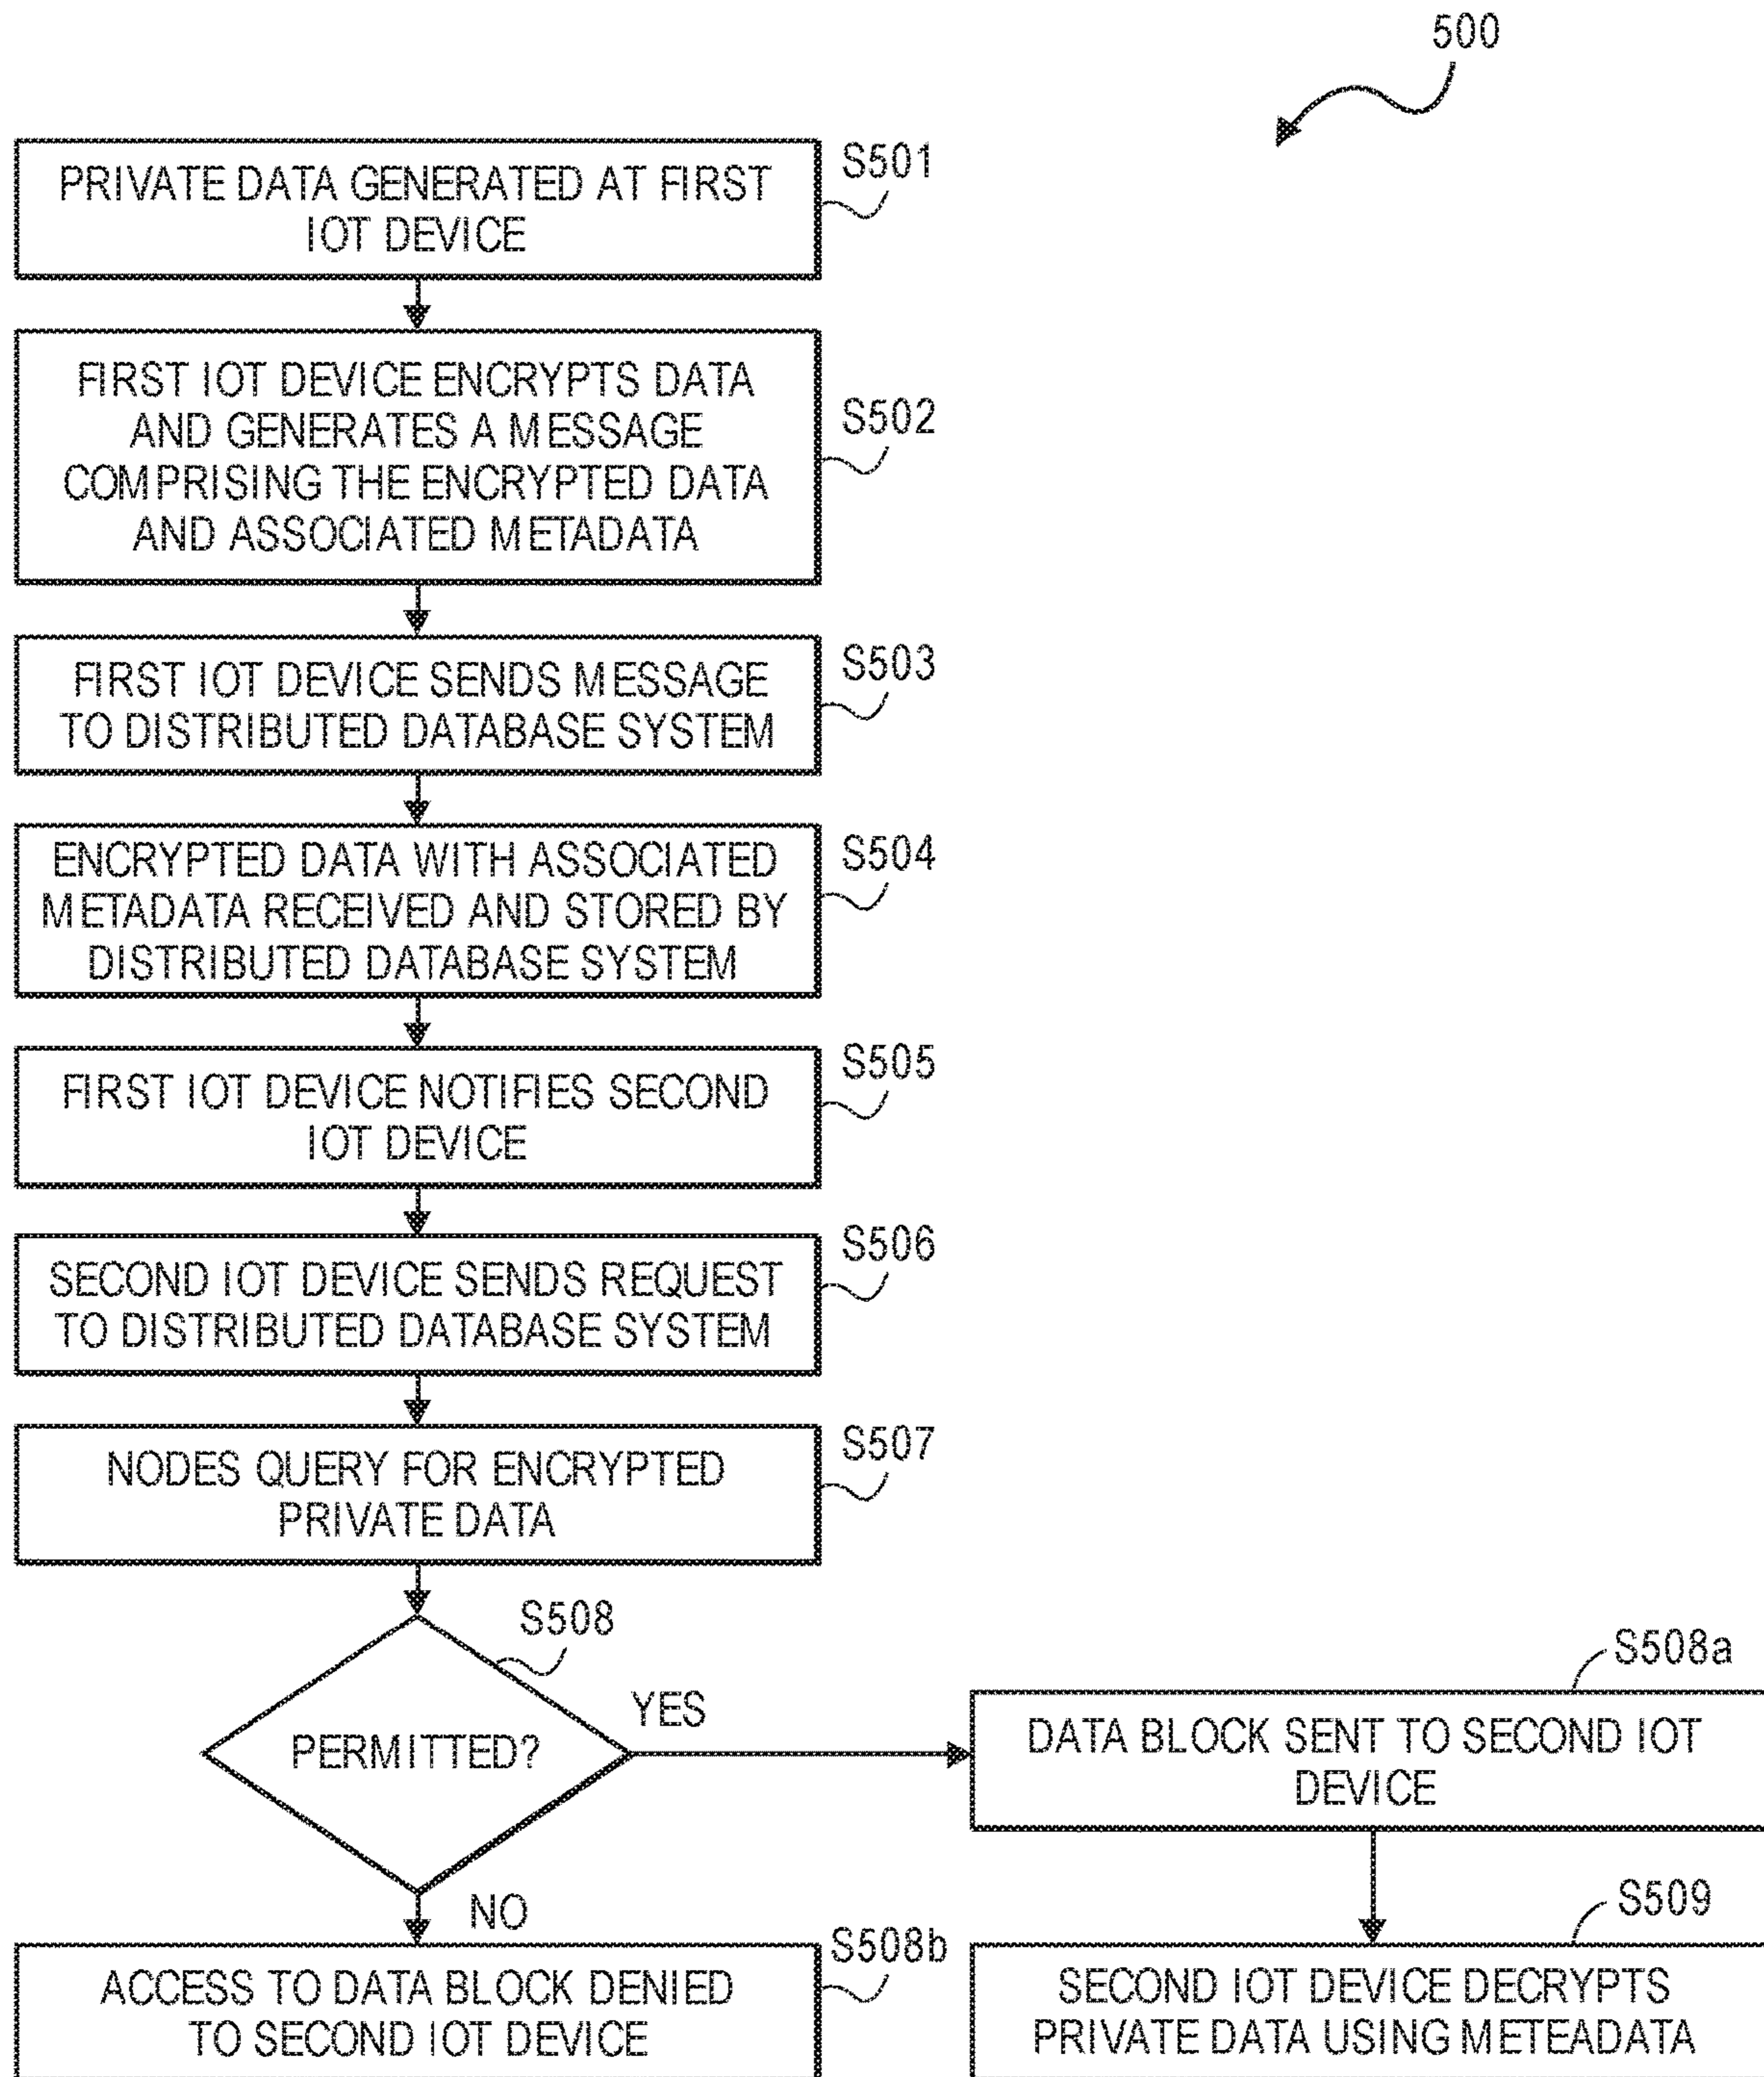 500
PRIVATE DATA GENERATED AT FIRST
IOT DEVICE
S501
FIRST IOT DEVICE ENCRYPTS DATA
AND GENERATES A MESSAGE
COMPRISING THE ENCRYPTED DATA
AND ASSOCIATED METADATA
S502
FIRST IOT DEVICE SENDS MESSAGE
TO DISTRIBUTED DATABASE SYSTEM
S503
ENCRYPTED DATA WITH ASSOCIATED
METADATA RECEIVED AND STORED BY
DISTRIBUTED DATABASE SYSTEM
S504
FIRST IOT DEVICE NOTIFIES SECOND
IOT DEVICE
S505
SECOND IOT DEVICE SENDS REQUEST
TO DISTRIBUTED DATABASE SYSTEM
S506
NODES QUERY FOR ENCRYPTED
PRIVATE DATA
S507
S508
PERMITTED?
YES
S508a
DATA BLOCK SENT TO SECOND IOT
DEVICE
NO
S508b
ACCESS TO DATA BLOCK DENIED
TO SECOND IOT DEVICE
S509
SECOND IOT DEVICE DECRYPTS
PRIVATE DATA USING METEADATA